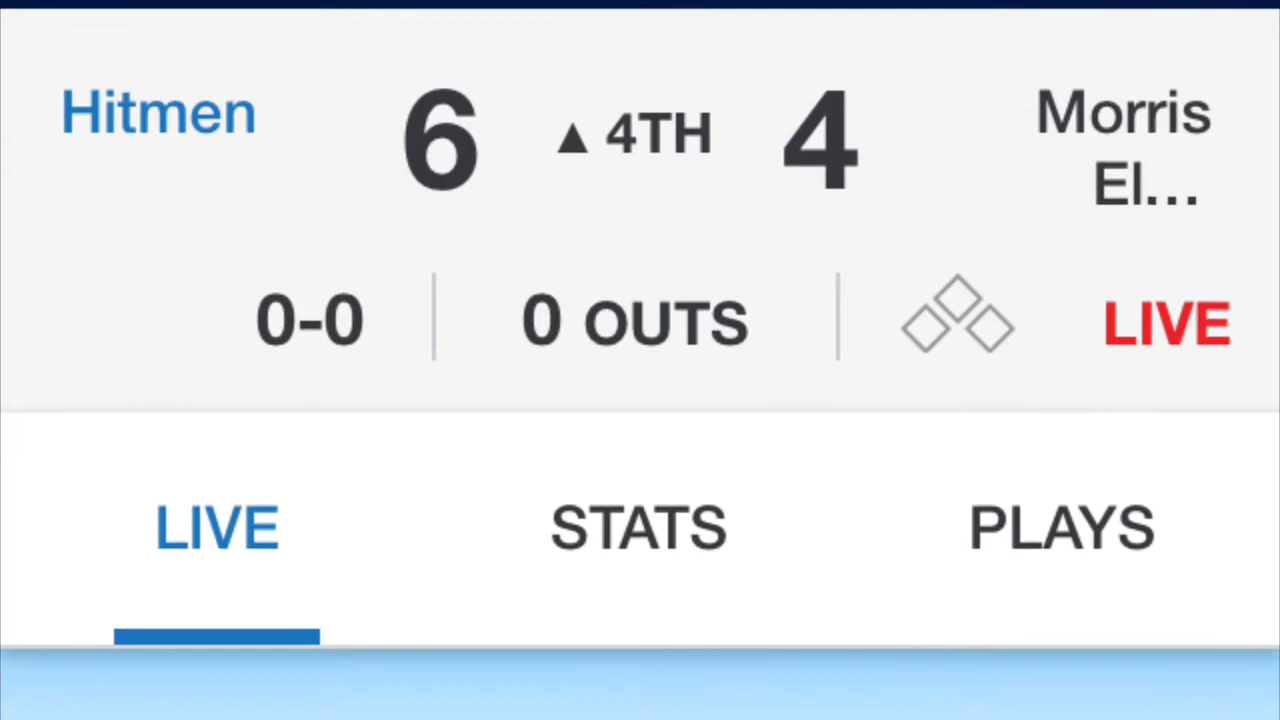 Hitmen 6 ▲ 4TH 4 Morris
El...
0-0 0 OUTS LIVE
LIVE STATS PLAYS